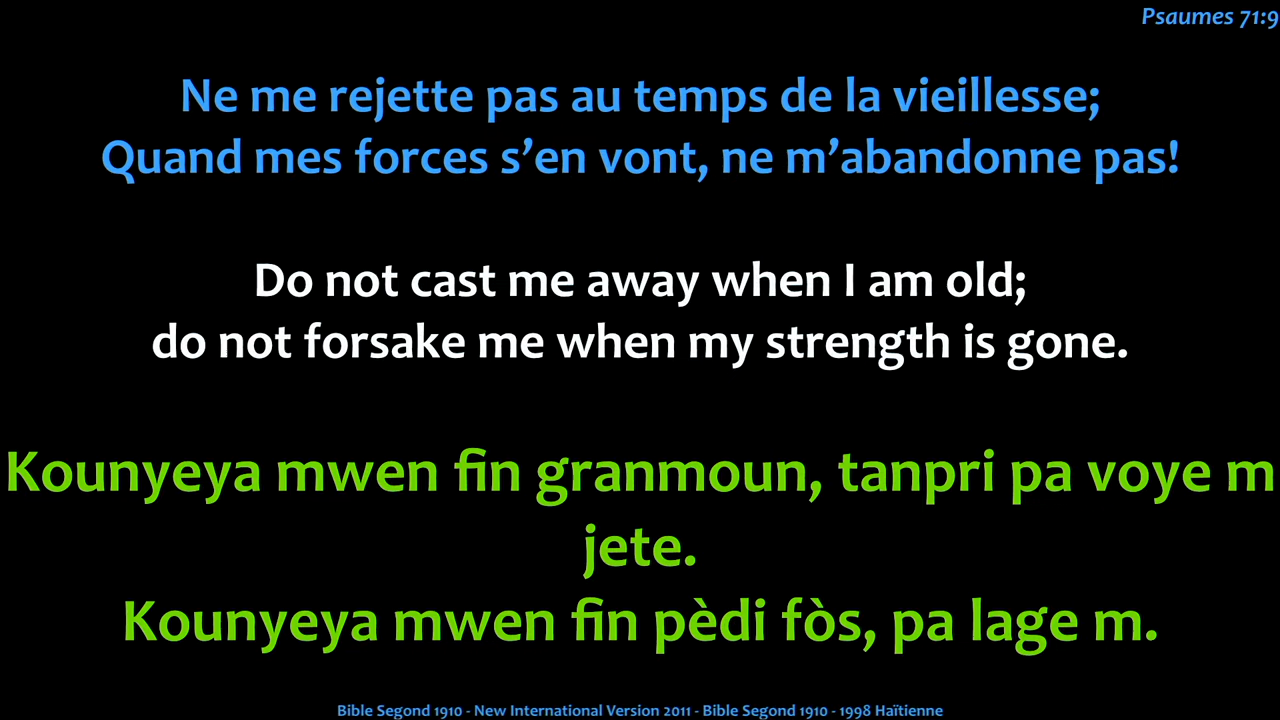 Psaumes 71:9
Ne me rejette pas au temps de la vieillesse;
Quand mes forces s’en vont, ne m’abandonne pas!
Do not cast me away when I am old;
do not forsake me when my strength is gone.
Kounyeya mwen fin granmoun, tanpri pa voye m
jete.
Kounyeya mwen fin pèdi fòs, pa lage m.
Bible Segond 1910 - New International Version 2011 - Bible Segond 1910 - 1998 Haïtienne